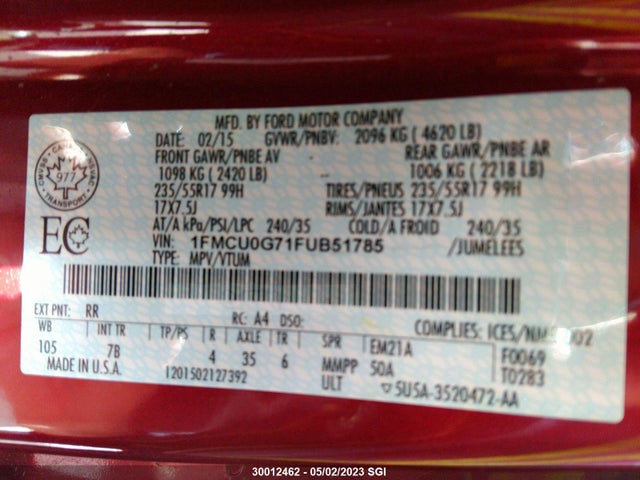 MFD. BY FORD MOTOR COMPANY
DATE: 02/15 GVWR/PNBV: 2096 KG ( 4620 LB)
FRONT GAWR/PNBE AV REAR GAWR/PNBE AR
1098 KG ( 2420 LB) 1006 KG ( 2218 LB)
235/55R17 99H TIRES/PNEUS 235/55R17 99H
17X7.5J RIMS/JANTES 17X7.5J
AT/A kPa/PSI/LPC 240/35 COLD/A FROID 240/35
VIN: 1FMCU0G71FUB51785 /JUMELEES
TYPE: MPV/VTUM
CANADA
977
TRANSPORT
EC
EXT PNT: RR RC: A4 DSO: COMPLIES: ICES/NM
WB INT TR TP/PS R AXLE TR SPR EM21A F0069
105 7B 4 35 6 MMPP 50A T0283
MADE IN U.S.A. 1201502127392 ULT 5U5A-3520472-AA
30012462 - 05/02/2023 SGI